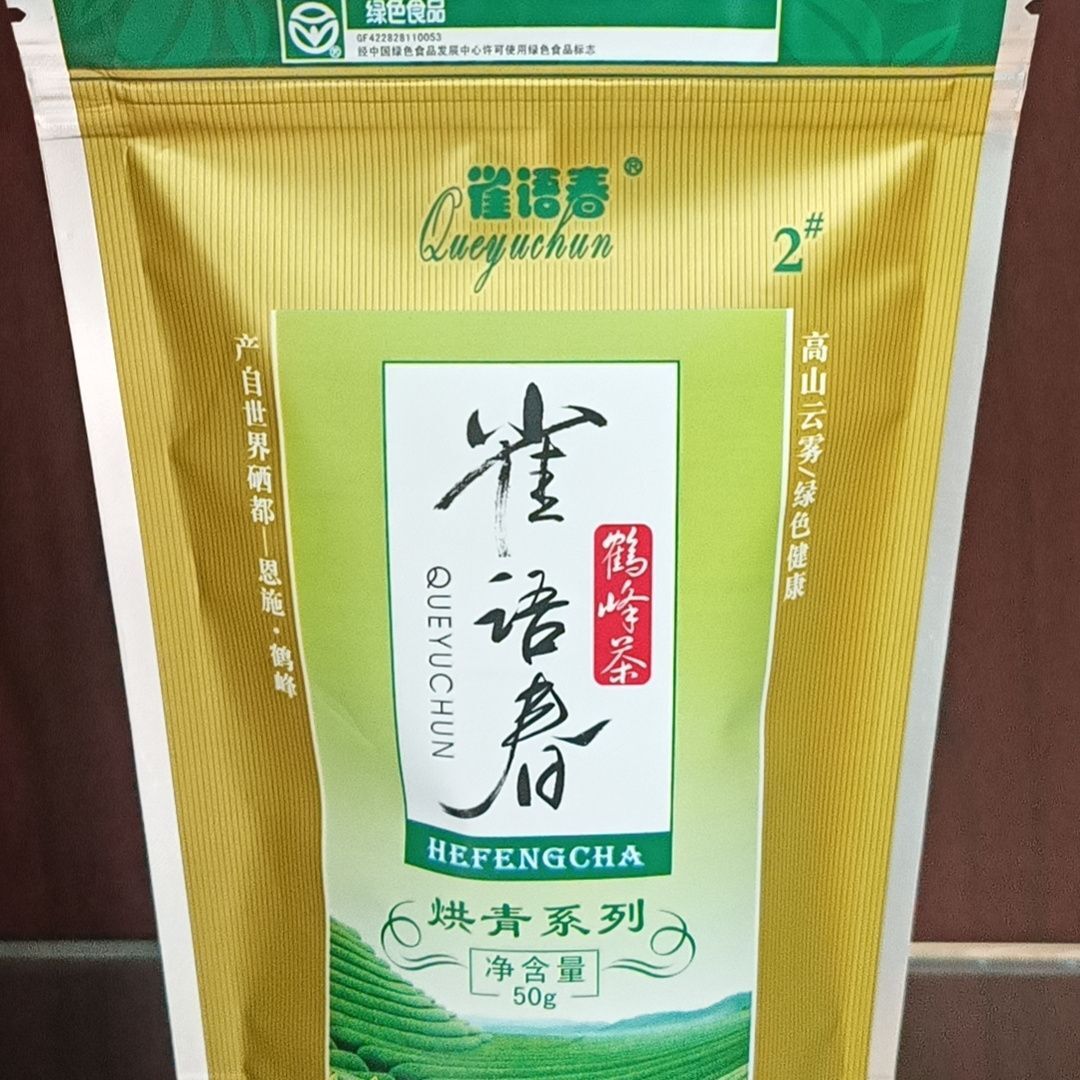 绿色食品
GF422828110053
经中国绿色食品发展中心许可使用绿色食品标志
雀语春®
Queyuchun
2#
产自世界硒都—恩施·鹤峰
高山云雾/绿色健康
雀语春
QUEYUCHUN
鹤峰茶
HEFENGCHA
烘青系列
净含量
50g